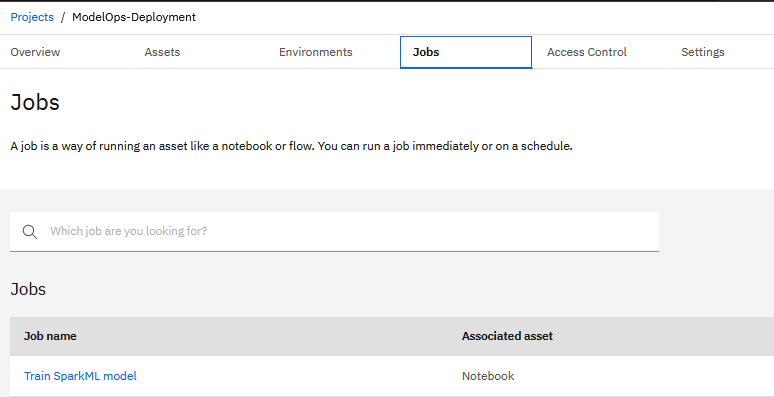 Projects / ModelOps-Deployment
Overview Assets Environments Jobs Access Control Settings
Jobs
A job is a way of running an asset like a notebook or flow. You can run a job immediately or on a schedule.
Which job are you looking for?
Jobs
Job name Associated asset
Train SparkML model Notebook